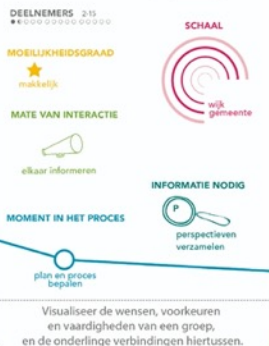 DEELNEMERS 2-15
SCHAAL
MOEILIJKHEIDSGRAAD
makkelijk
wijk
gemeente
MATE VAN INTERACTIE
elkaar informeren
INFORMATIE NODIG
P
perspectieven
verzamelen
MOMENT IN HET PROCES
plan en proces
bepalen
Visualiseer de wensen, voorkeuren
en vaardigheden van een groep,
en de onderlinge verbindingen hiertussen.